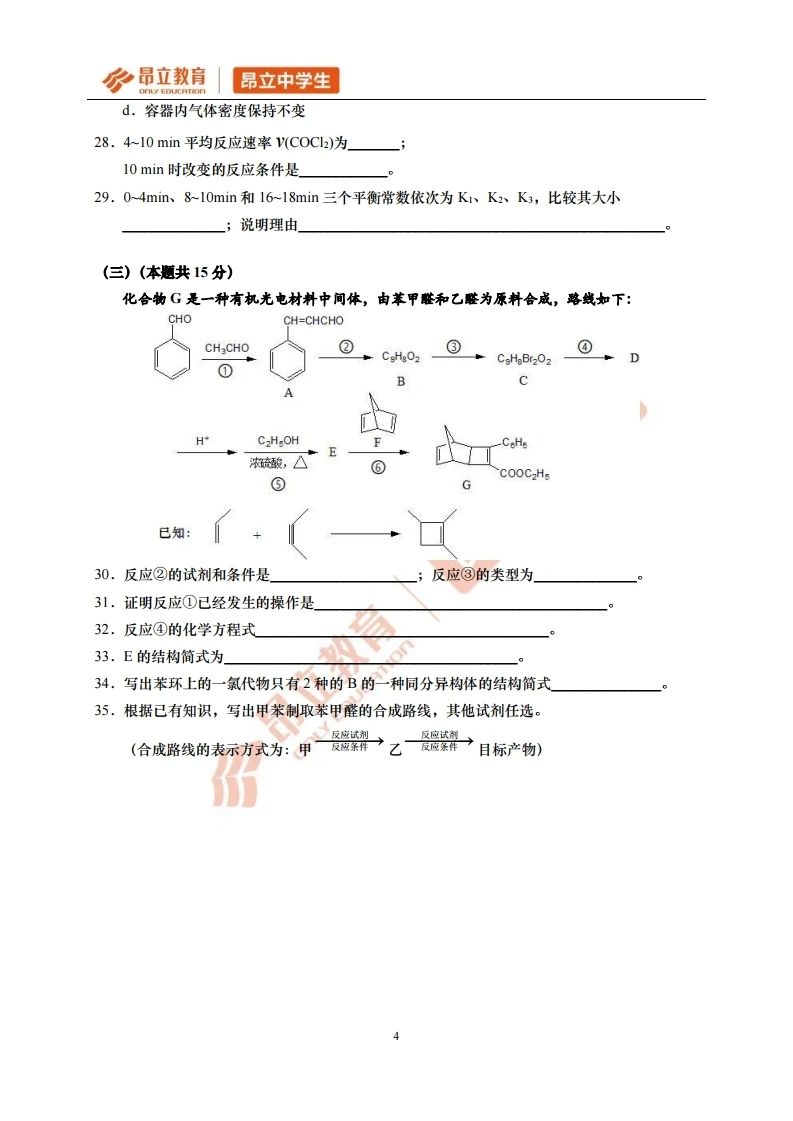 昂立教育 昂立中学生
ONLY EDUCATION
d．容器内气体密度保持不变
28．4~10 min 平均反应速率 v(COCl₂)为_______；
10 min 时改变的反应条件是____________。
29．0~4min、8~10min 和 16~18min 三个平衡常数依次为 K₁、K₂、K₃，比较其大小
______________；说明理由__________________________________________________。
（三）（本题共 15 分）
化合物 G 是一种有机光电材料中间体，由苯甲醛和乙醛为原料合成，路线如下：
CHO CH=CHCHO
CH₃CHO ② ③ ④
① C₉H₈O₂ C₉H₈Br₂O₂ D
A B C
H⁺ C₂H₅OH E F C₆H₅
浓硫酸，△ ⑥ COOC₂H₅
⑤ G
已知： +
30．反应②的试剂和条件是____________________；反应③的类型为______________。
31．证明反应①已经发生的操作是________________________________________。
32．反应④的化学方程式________________________________________。
33．E 的结构简式为________________________________________。
34．写出苯环上的一氯代物只有 2 种的 B 的一种同分异构体的结构简式_______________。
35．根据已有知识，写出甲苯制取苯甲醛的合成路线，其他试剂任选。
（合成路线的表示方式为：甲 反应试剂 反应条件 乙 反应试剂 反应条件 目标产物）
昂立教育
ONLY EDUCATION
4